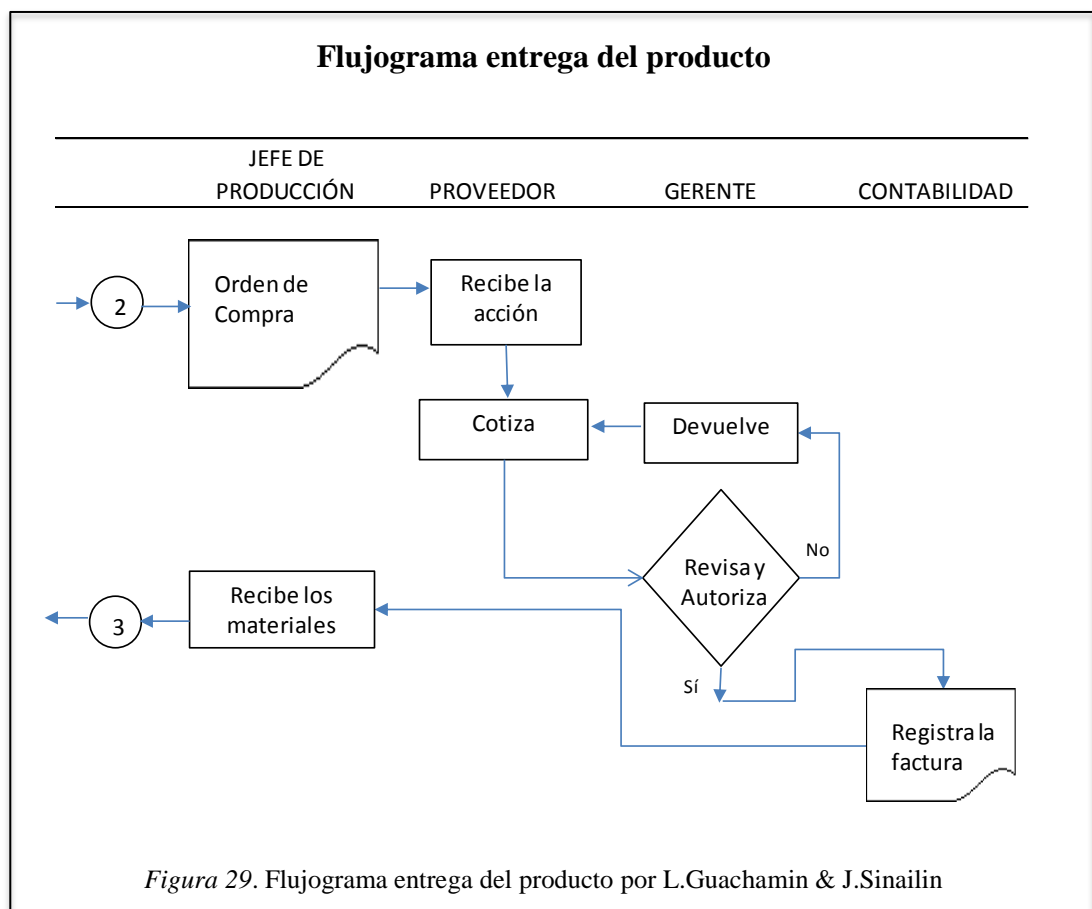 Flujograma entrega del producto
JEFE DE
PRODUCCIÓN
PROVEEDOR
GERENTE
CONTABILIDAD
2
Orden de
Compra
Recibe la
acción
Cotiza
Devuelve
No
Revisa y
Autoriza
Sí
Recibe los
materiales
3
Registra la
factura
Figura 29. Flujograma entrega del producto por L.Guachamin & J.Sinailin